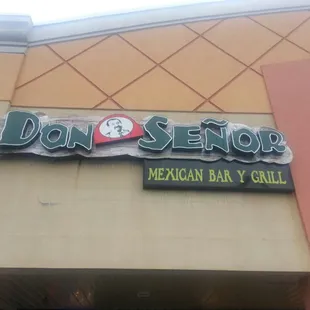 DON SEÑOR
MEXICAN BAR Y GRILL